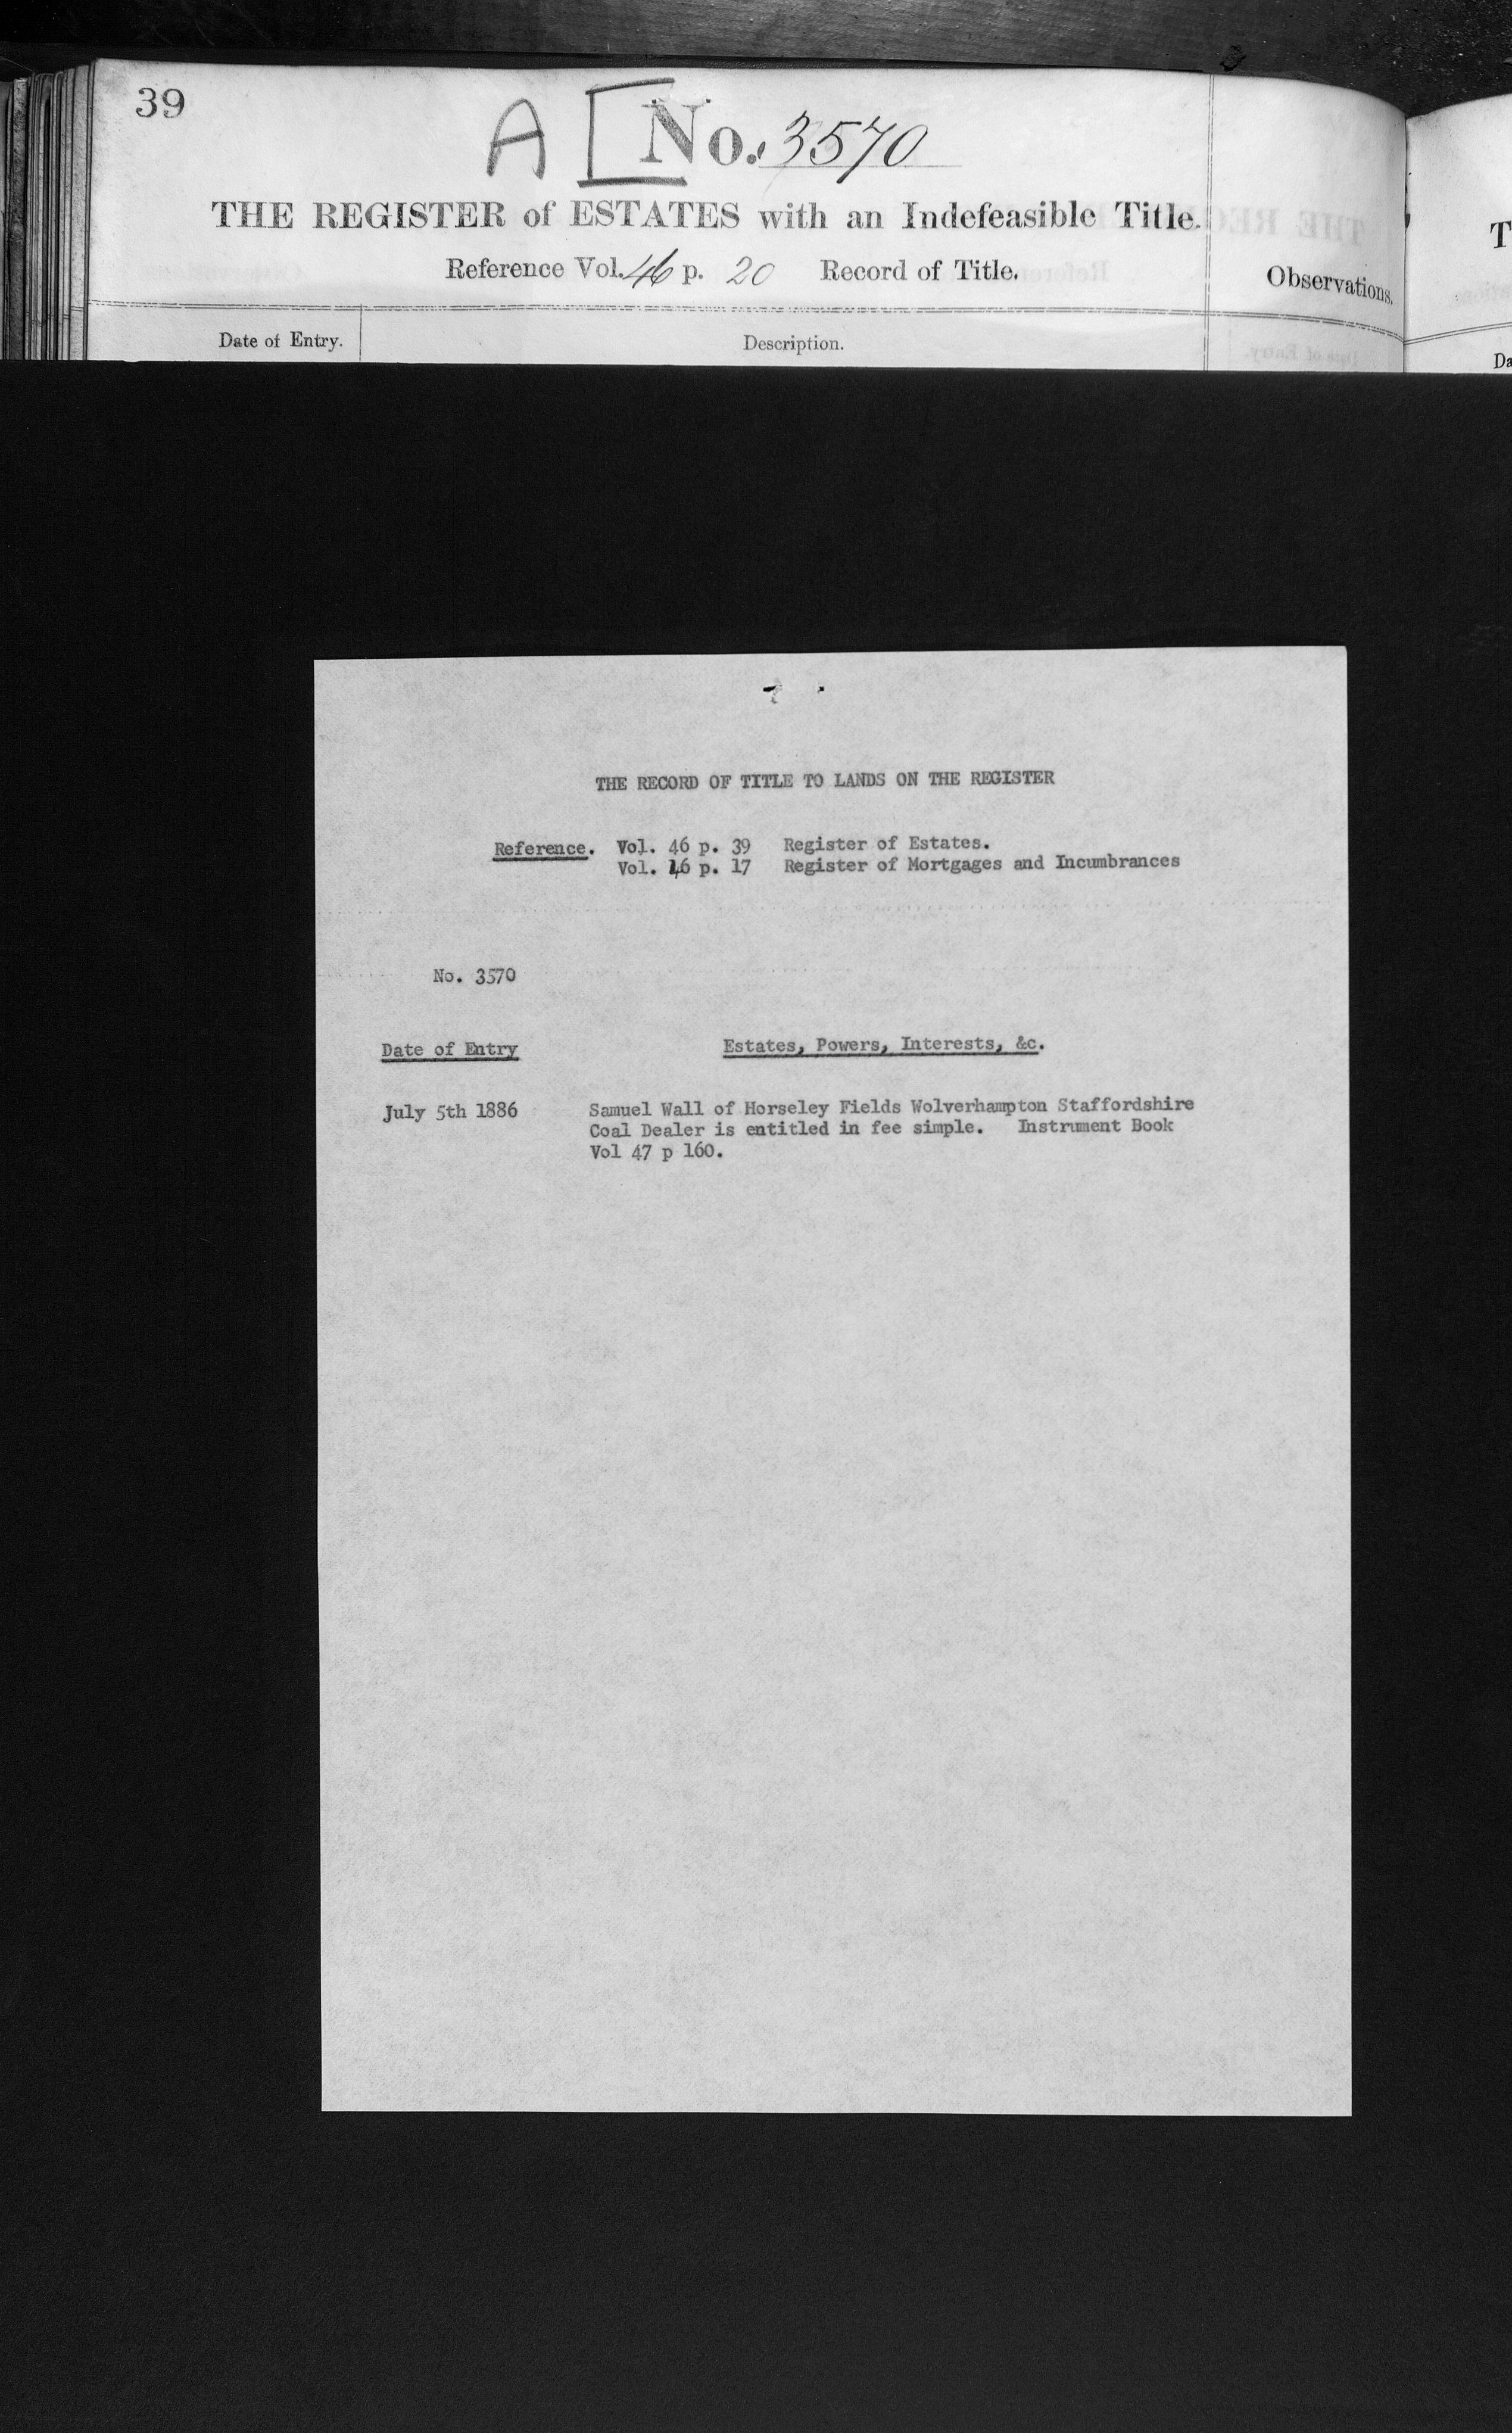 39
A [ No. 3570
THE REGISTER of ESTATES with an Indefeasible Title.
Reference Vol. 46 p. 20 Record of Title.
Observations.
Date of Entry. Description.
T
Da
THE RECORD OF TITLE TO LANDS ON THE REGISTER
Reference. Vol. 46 p. 39 Register of Estates.
Vol. 46 p. 17 Register of Mortgages and Incumbrances
No. 3570
Date of Entry Estates, Powers, Interests, &c.
July 5th 1886 Samuel Wall of Horseley Fields Wolverhampton Staffordshire
Coal Dealer is entitled in fee simple. Instrument Book
Vol 47 p 160.